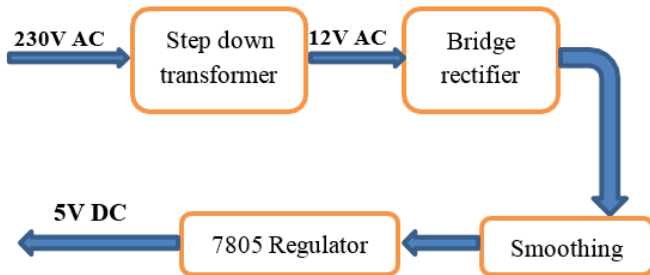 230V AC
Step down
transformer
12V AC
Bridge
rectifier
5V DC
7805 Regulator
Smoothing